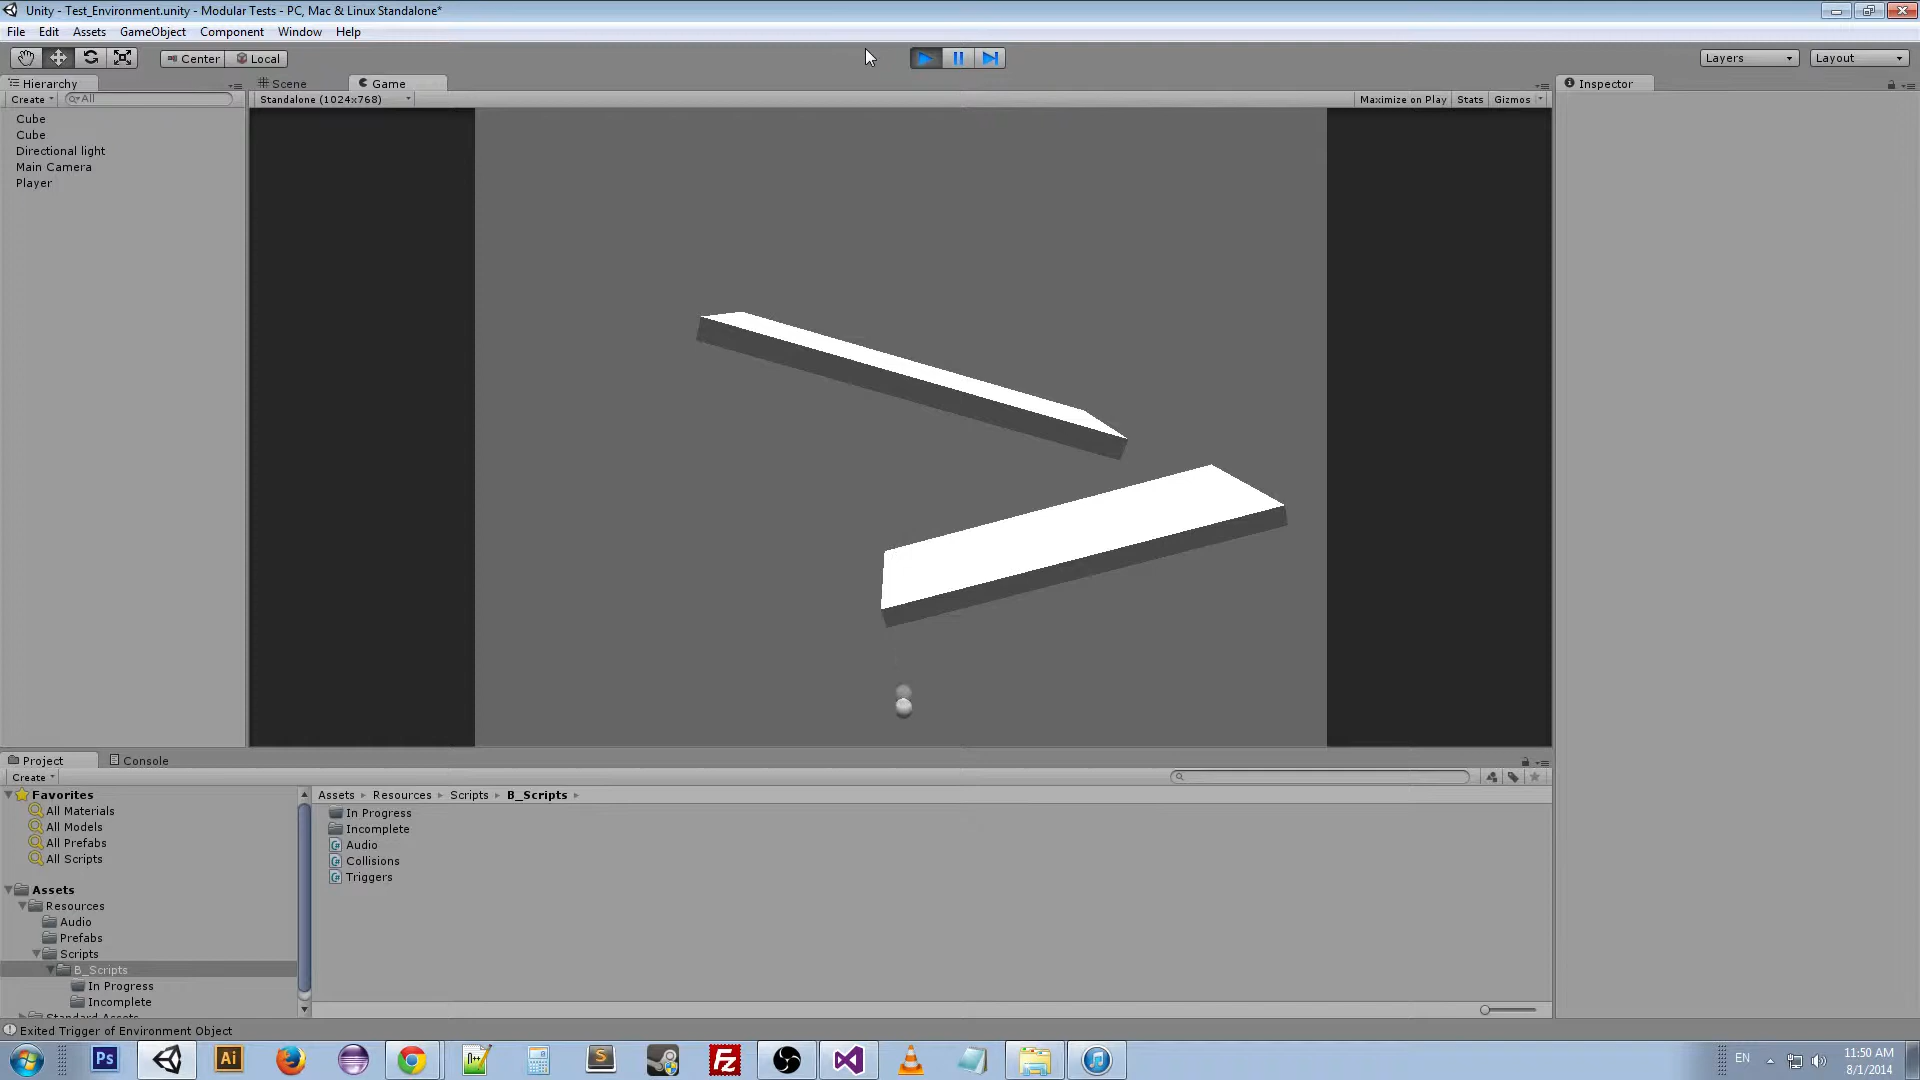 Unity - Test_Environment.unity - Modular Tests - PC, Mac & Linux Standalone*
File Edit Assets GameObject Component Window Help
Center Local Layers Layout
Hierarchy Scene Game Inspector
Create All Standalone (1024x768) Maximize on Play Stats Gizmos
Cube
Cube
Directional light
Main Camera
Player
Project Console
Create
Favorites Assets Resources Scripts B_Scripts
All Materials In Progress
All Models Incomplete
All Prefabs Audio
All Scripts Collisions
Triggers
Assets
Resources
Audio
Prefabs
Scripts
B_Scripts
In Progress
Incomplete
Standard Assets
Exited Trigger of Environment Object
Ps Ai S Fz EN 11:50 AM
8/1/2014